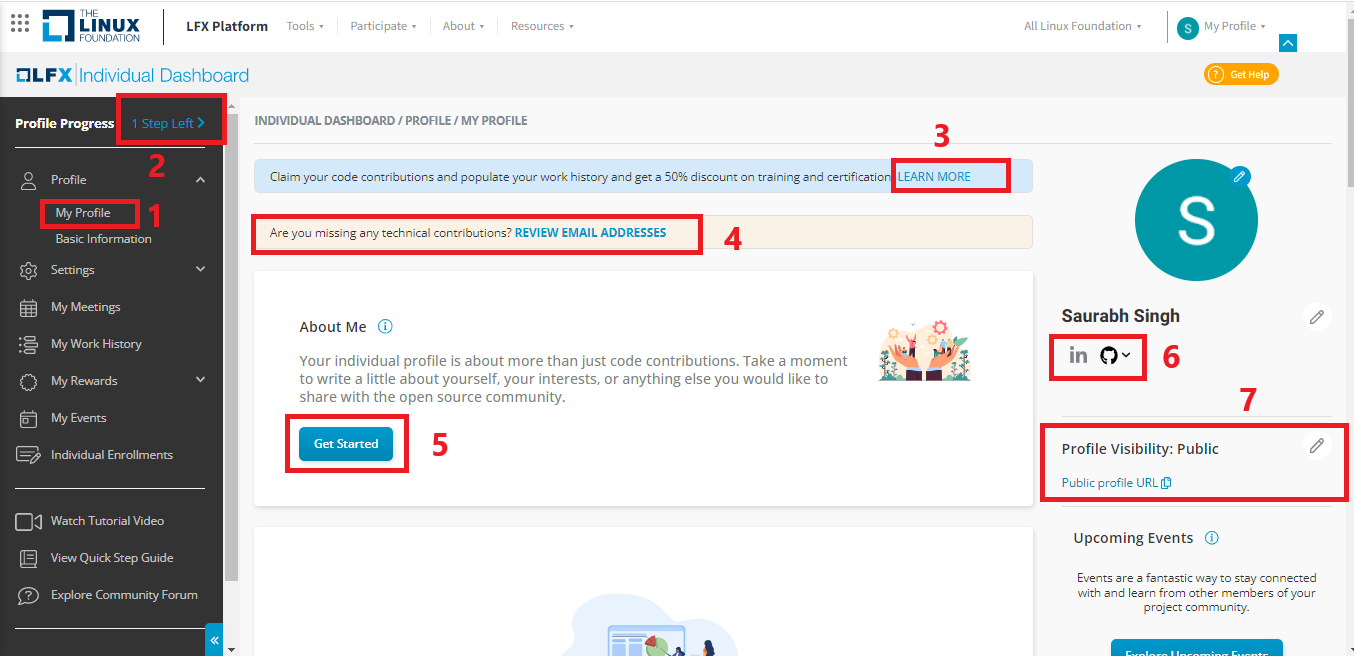 THE
LINUX
FOUNDATION
LFX Platform
Tools
Participate
About
Resources
All Linux Foundation
S
My Profile
LFX Individual Dashboard
? Get Help
Profile Progress
1 Step Left
2
Profile
My Profile
1
Basic Information
Settings
My Meetings
My Work History
My Rewards
My Events
Individual Enrollments
Watch Tutorial Video
View Quick Step Guide
Explore Community Forum
INDIVIDUAL DASHBOARD / PROFILE / MY PROFILE
3
Claim your code contributions and populate your work history and get a 50% discount on training and certification LEARN MORE
Are you missing any technical contributions? REVIEW EMAIL ADDRESSES
4
About Me
Your individual profile is about more than just code contributions. Take a moment
to write a little about yourself, your interests, or anything else you would like to
share with the open source community.
Get Started
5
S
Saurabh Singh
in
6
7
Profile Visibility: Public
Public profile URL
Upcoming Events
Events are a fantastic way to stay connected
with and learn from other members of your
project community.
Explore Upcoming Events